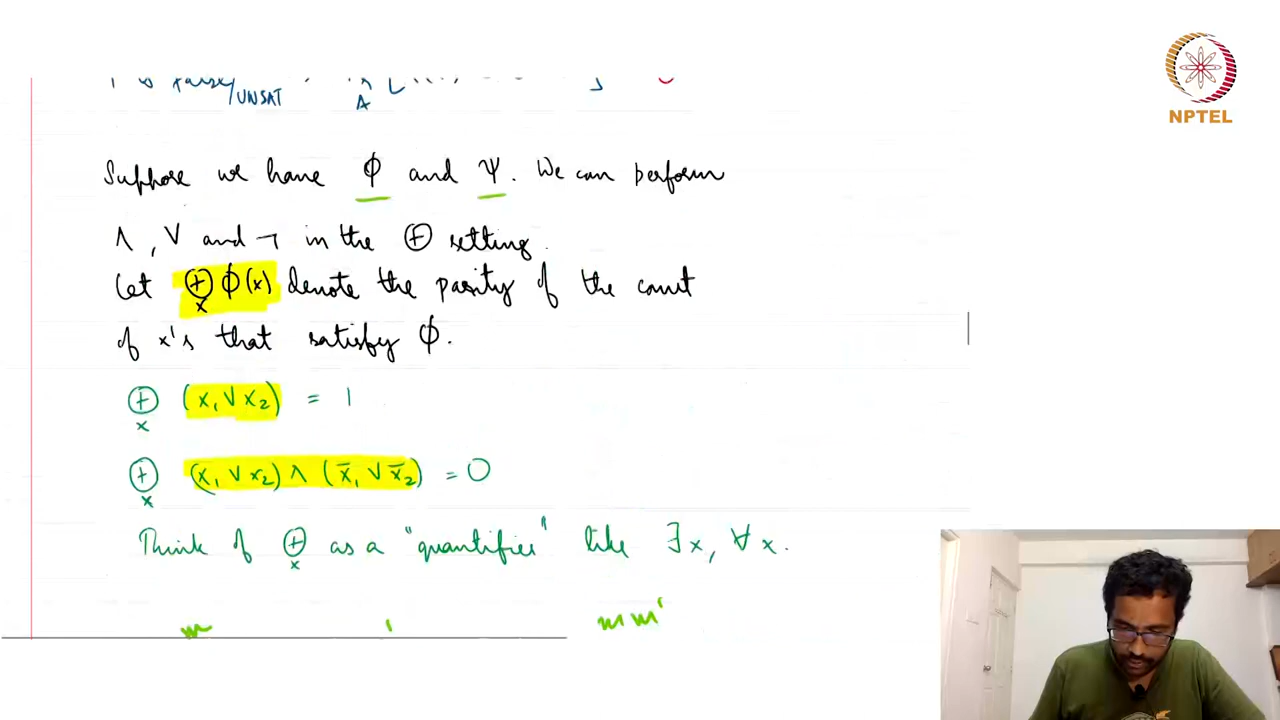 NPTEL
UNSAT
A
Suppose we have Φ and Ψ. We can perform
∧, ∨ and ¬ in the ⊕ setting.
Let ⊕ Φ(x) denote the parity of the count
x
of x's that satisfy Φ.
⊕ (x₁ ∨ x₂) = 1
x
⊕ (x₁ ∨ x₂) ∧ (x̄₁ ∨ x̄₂) = 0
x
Think of ⊕ as a "quantifier" like ∃x, ∀x.
x
m m m'